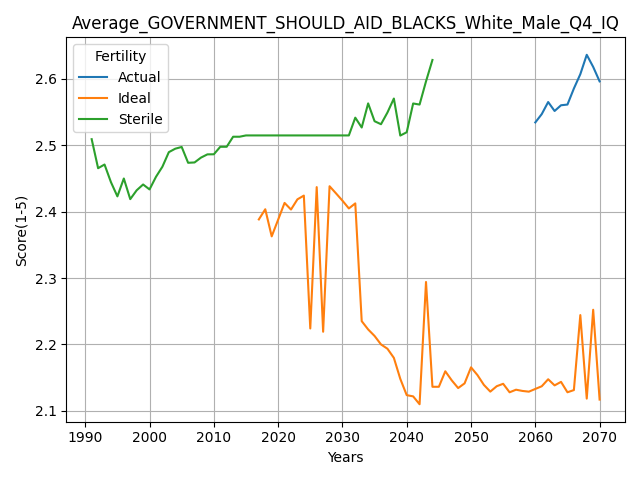 Average_GOVERNMENT_SHOULD_AID_BLACKS_White_Male_Q4_IQ
Fertility
Actual
Ideal
Sterile
Score(1-5)
2.6
2.5
2.4
2.3
2.2
2.1
1990 2000 2010 2020 2030 2040 2050 2060 2070
Years